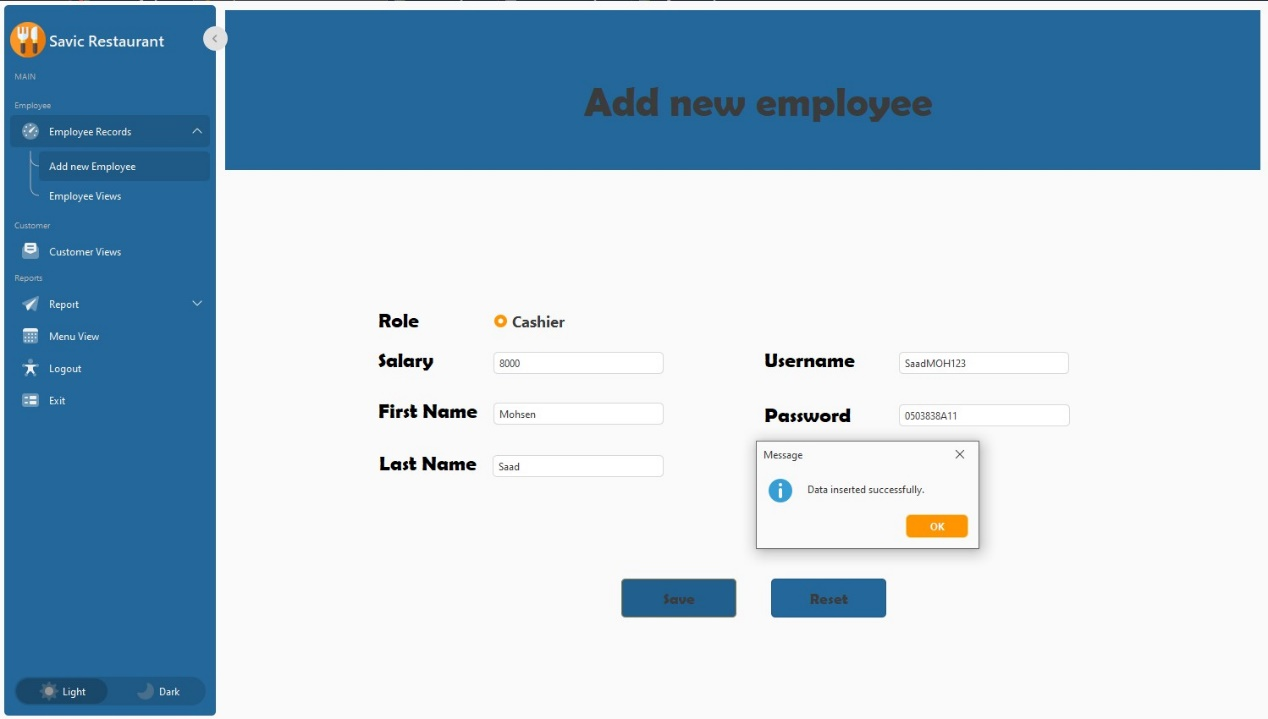 Savic Restaurant
MAIN
Employee
Employee Records
Add new Employee
Employee Views
Customer
Customer Views
Reports
Report
Menu View
Logout
Exit
Light
Dark
Add new employee
Role
Cashier
Salary
8000
First Name
Mohsen
Last Name
Saad
Username
SaadMOH123
Password
0503838A11
Message
Data inserted successfully.
OK
Save
Reset